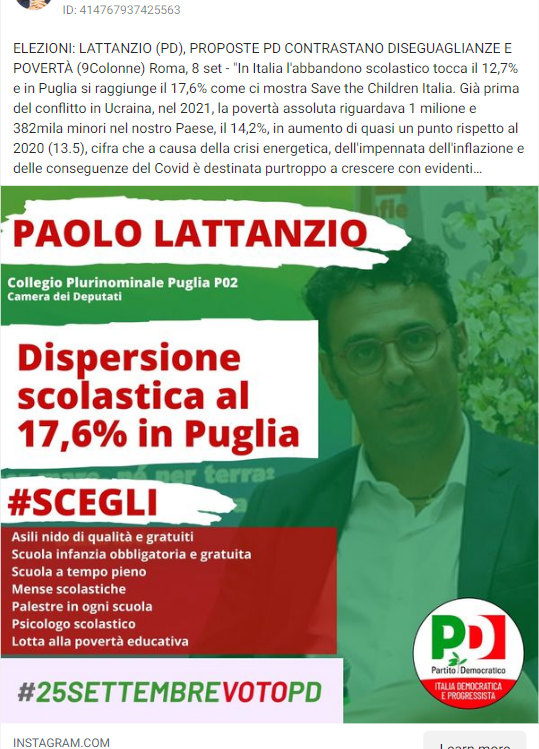 ID: 414767937425563
ELEZIONI: LATTANZIO (PD), PROPOSTE PD CONTRASTANO DISEGUAGLIANZE E
POVERTÀ (9Colonne) Roma, 8 set - "In Italia l'abbandono scolastico tocca il 12,7%
e in Puglia si raggiunge il 17,6% come ci mostra Save the Children Italia. Già prima
del conflitto in Ucraina, nel 2021, la povertà assoluta riguardava 1 milione e
382mila minori nel nostro Paese, il 14,2%, in aumento di quasi un punto rispetto al
2020 (13.5), cifra che a causa della crisi energetica, dell'impennata dell'inflazione e
delle conseguenze del Covid è destinata purtroppo a crescere con evidenti...
PAOLO LATTANZIO
Collegio Plurinominale Puglia P02
Camera dei Deputati
Dispersione
scolastica al
17,6% in Puglia
né per terra:
#SCEGLI
Asili nido di qualità e gratuiti
Scuola infanzia obbligatoria e gratuita
Scuola a tempo pieno
Mense scolastiche
Palestre in ogni scuola
Psicologo scolastico
Lotta alla povertà educativa
PD
Partito Democratico
ITALIA DEMOCRATICA
E PROGRESSISTA
#25SETTEMBREVOTOPD
INSTAGRAM.COM
Learn more